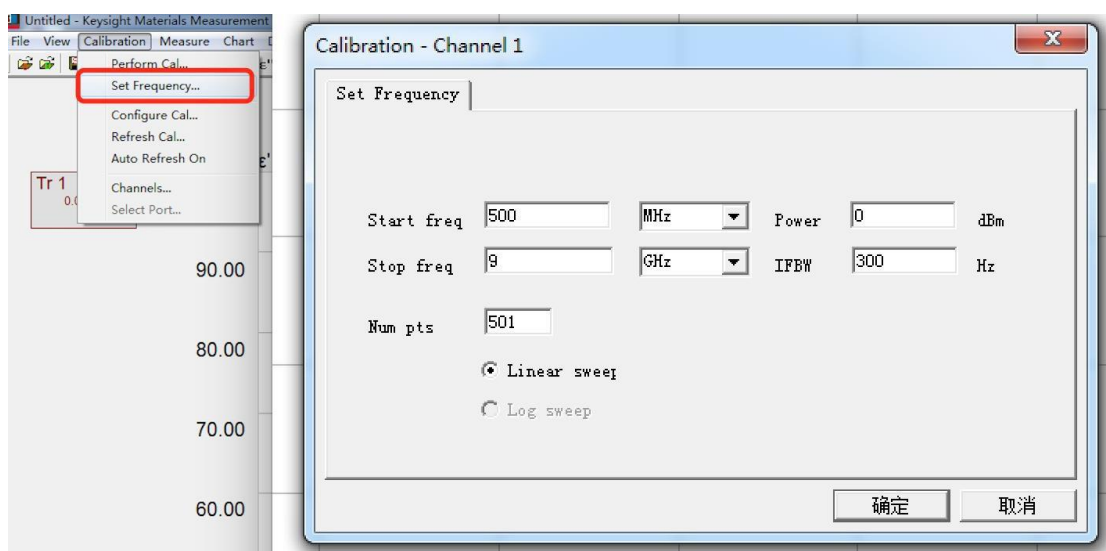 Untitled - Keysight Materials Measurement
File View Calibration Measure Chart
Perform Cal...
Set Frequency...
Configure Cal...
Refresh Cal...
Auto Refresh On
Channels...
Select Port...
ε'
Tr 1
90.00
80.00
70.00
60.00
Calibration - Channel 1
Set Frequency
Start freq 500 MHz Power 0 dBm
Stop freq 9 GHz IFBW 300 Hz
Num pts 501
Linear sweep
Log sweep
确定 取消